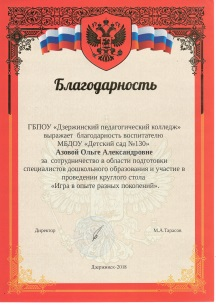 Благодарность
ГБПОУ «Дзержинский педагогический колледж»
выражает благодарность воспитателю
МБДОУ «Детский сад №130»
Азовой Ольге Александровне
за сотрудничество в области подготовки
специалистов дошкольного образования и участие в
проведении круглого стола
«Игра в опыте разных поколений».
Директор М.А.Тарасов
Дзержинск-2018